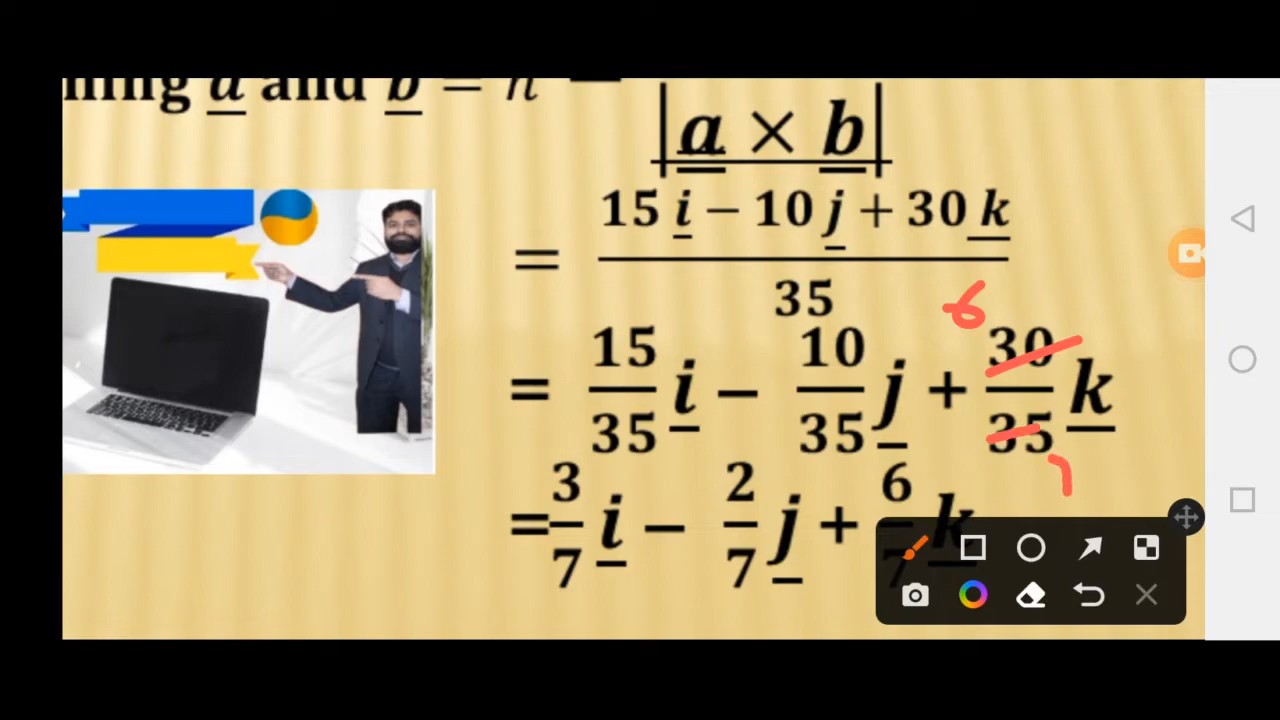 ning a and b = n̂ =
|a × b|
= 15 i − 10 j + 30 k
35
6
= 15/35 i − 10/35 j + 30/35 k
7
= 3/7 i − 2/7 j + 6/7 k